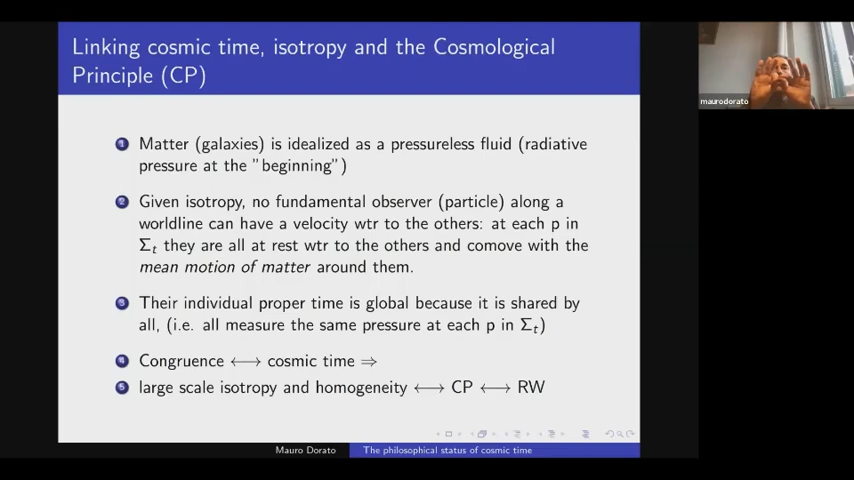 Linking cosmic time, isotropy and the Cosmological
Principle (CP)
maurodorato
1 Matter (galaxies) is idealized as a pressureless fluid (radiative
pressure at the "beginning")
2 Given isotropy, no fundamental observer (particle) along a
worldline can have a velocity wtr to the others: at each p in
Σt they are all at rest wtr to the others and comove with the
mean motion of matter around them.
3 Their individual proper time is global because it is shared by
all, (i.e. all measure the same pressure at each p in Σt)
4 Congruence ⟷ cosmic time ⇒
5 large scale isotropy and homogeneity ⟷ CP ⟷ RW
Mauro Dorato The philosophical status of cosmic time